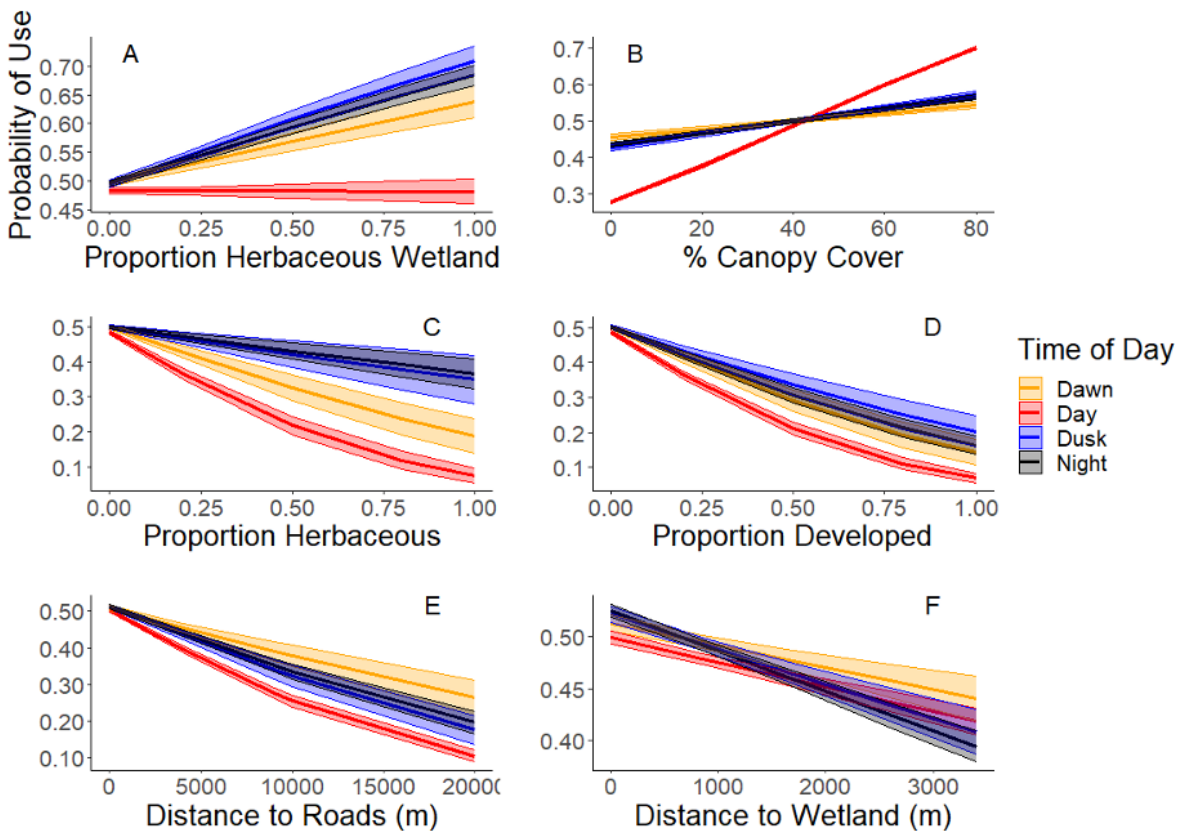 Probability of Use
A
0.70
0.65
0.60
0.55
0.50
0.45
0.00 0.25 0.50 0.75 1.00
Proportion Herbaceous Wetland
B
0.7
0.6
0.5
0.4
0.3
0 20 40 60 80
% Canopy Cover
C
0.5
0.4
0.3
0.2
0.1
0.00 0.25 0.50 0.75 1.00
Proportion Herbaceous
D
0.5
0.4
0.3
0.2
0.1
0.00 0.25 0.50 0.75 1.00
Proportion Developed
Time of Day
Dawn
Day
Dusk
Night
E
0.50
0.40
0.30
0.20
0.10
0 5000 10000 15000 20000
Distance to Roads (m)
F
0.50
0.45
0.40
0 1000 2000 3000
Distance to Wetland (m)